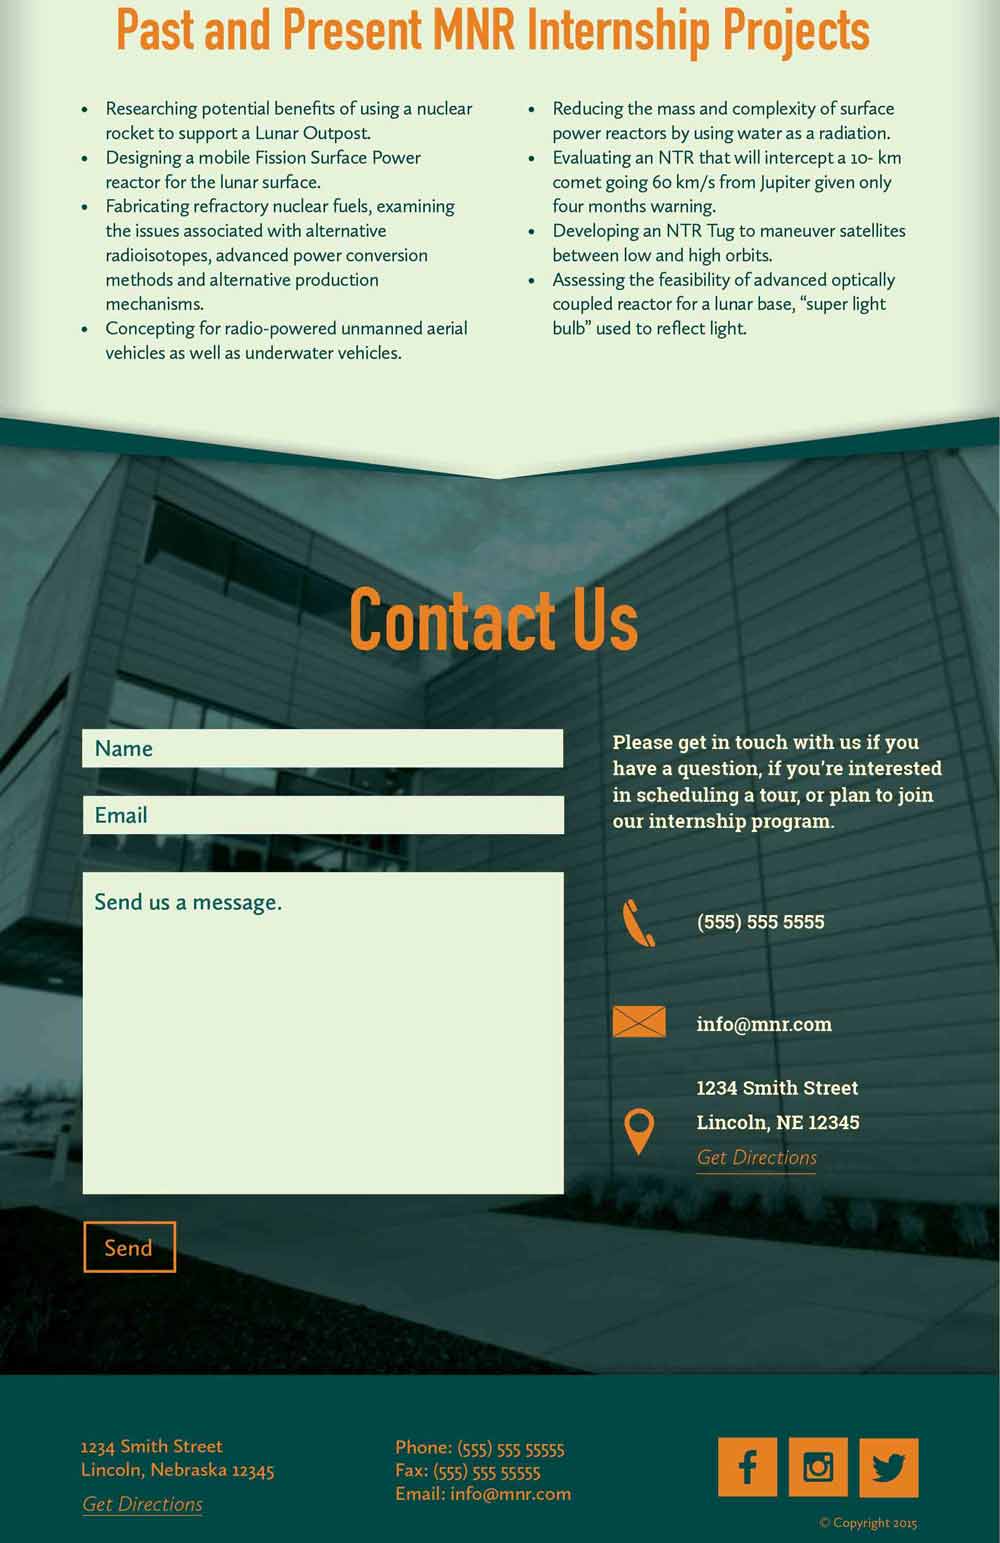 Past and Present MNR Internship Projects
• Researching potential benefits of using a nuclear
rocket to support a Lunar Outpost.
• Designing a mobile Fission Surface Power
reactor for the lunar surface.
• Fabricating refractory nuclear fuels, examining
the issues associated with alternative
radioisotopes, advanced power conversion
methods and alternative production
mechanisms.
• Concepting for radio-powered unmanned aerial
vehicles as well as underwater vehicles.
• Reducing the mass and complexity of surface
power reactors by using water as a radiation.
• Evaluating an NTR that will intercept a 10- km
comet going 60 km/s from Jupiter given only
four months warning.
• Developing an NTR Tug to maneuver satellites
between low and high orbits.
• Assessing the feasibility of advanced optically
coupled reactor for a lunar base, “super light
bulb” used to reflect light.
Contact Us
Name
Email
Send us a message.
Send
Please get in touch with us if you
have a question, if you’re interested
in scheduling a tour, or plan to join
our internship program.
(555) 555 5555
info@mnr.com
1234 Smith Street
Lincoln, NE 12345
Get Directions
1234 Smith Street
Lincoln, Nebraska 12345
Get Directions
Phone: (555) 555 55555
Fax: (555) 555 55555
Email: info@mnr.com
© Copyright 2015